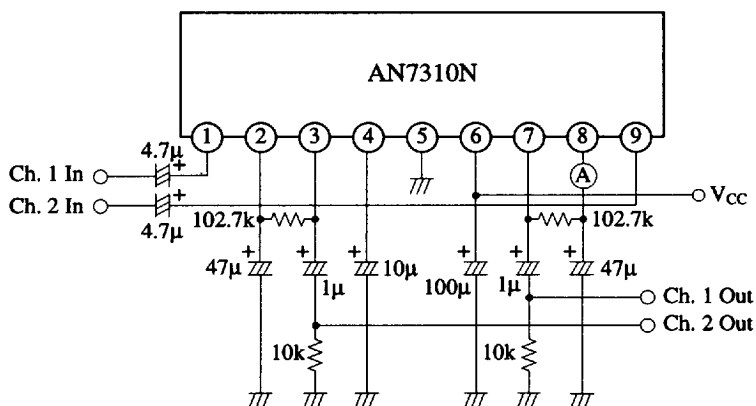 AN7310N
1 2 3 4 5 6 7 8 9
4.7μ +
Ch. 1 In
A
Ch. 2 In +
VCC
4.7μ
102.7k 102.7k
+ + + + + +
47μ 1μ 10μ 100μ 1μ 47μ
Ch. 1 Out
Ch. 2 Out
10k 10k